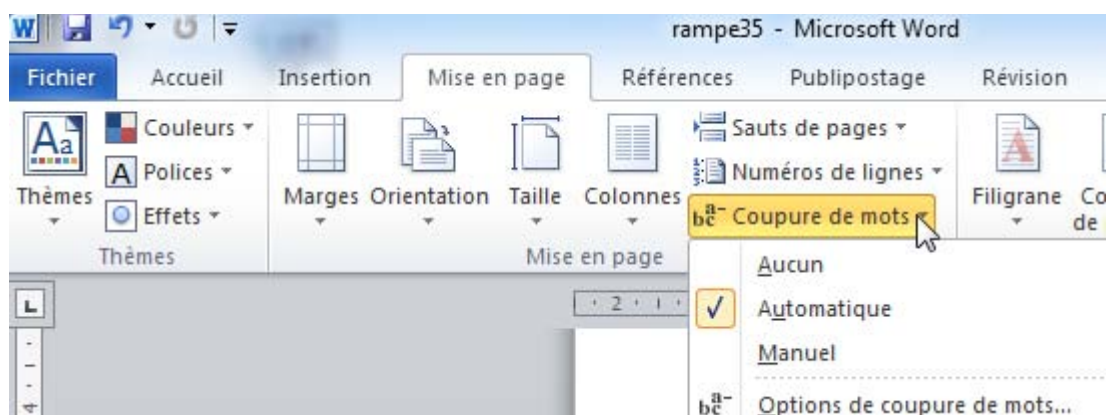 rampe35 - Microsoft Word
Fichier Accueil Insertion Mise en page Références Publipostage Révision
Couleurs
Sauts de pages
Polices
Numéros de lignes
Thèmes
Marges Orientation Taille Colonnes
Filigrane
Effets
Coupure de mots
de
Thèmes
Mise en page
Aucun
2
Automatique
Manuel
Options de coupure de mots...